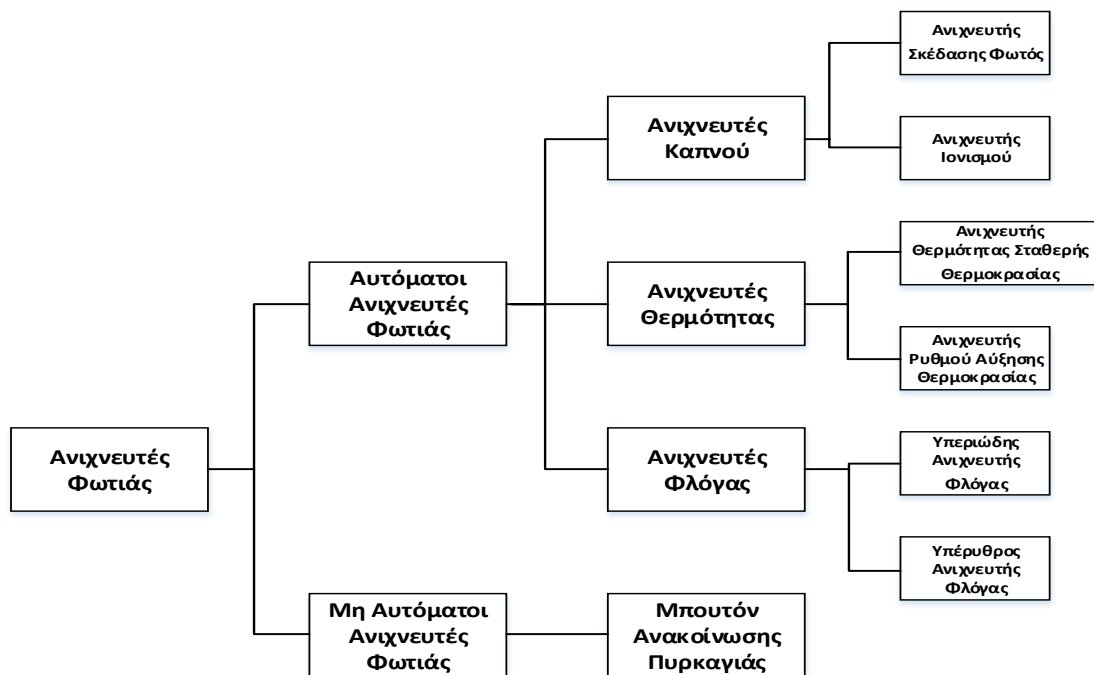 Ανιχνευτές
Φωτιάς
Αυτόματοι
Ανιχνευτές
Φωτιάς
Ανιχνευτές
Καπνού
Ανιχνευτής
Σκέδασης Φωτός
Ανιχνευτής
Ιονισμού
Ανιχνευτές
Θερμότητας
Ανιχνευτής
Θερμότητας Σταθερής
Θερμοκρασίας
Ανιχνευτής
Ρυθμού Αύξησης
Θερμοκρασίας
Ανιχνευτές
Φλόγας
Υπεριώδης
Ανιχνευτής
Φλόγας
Υπέρυθρος
Ανιχνευτής
Φλόγας
Μη Αυτόματοι
Ανιχνευτές
Φωτιάς
Μπουτόν
Ανακοίνωσης
Πυρκαγιάς